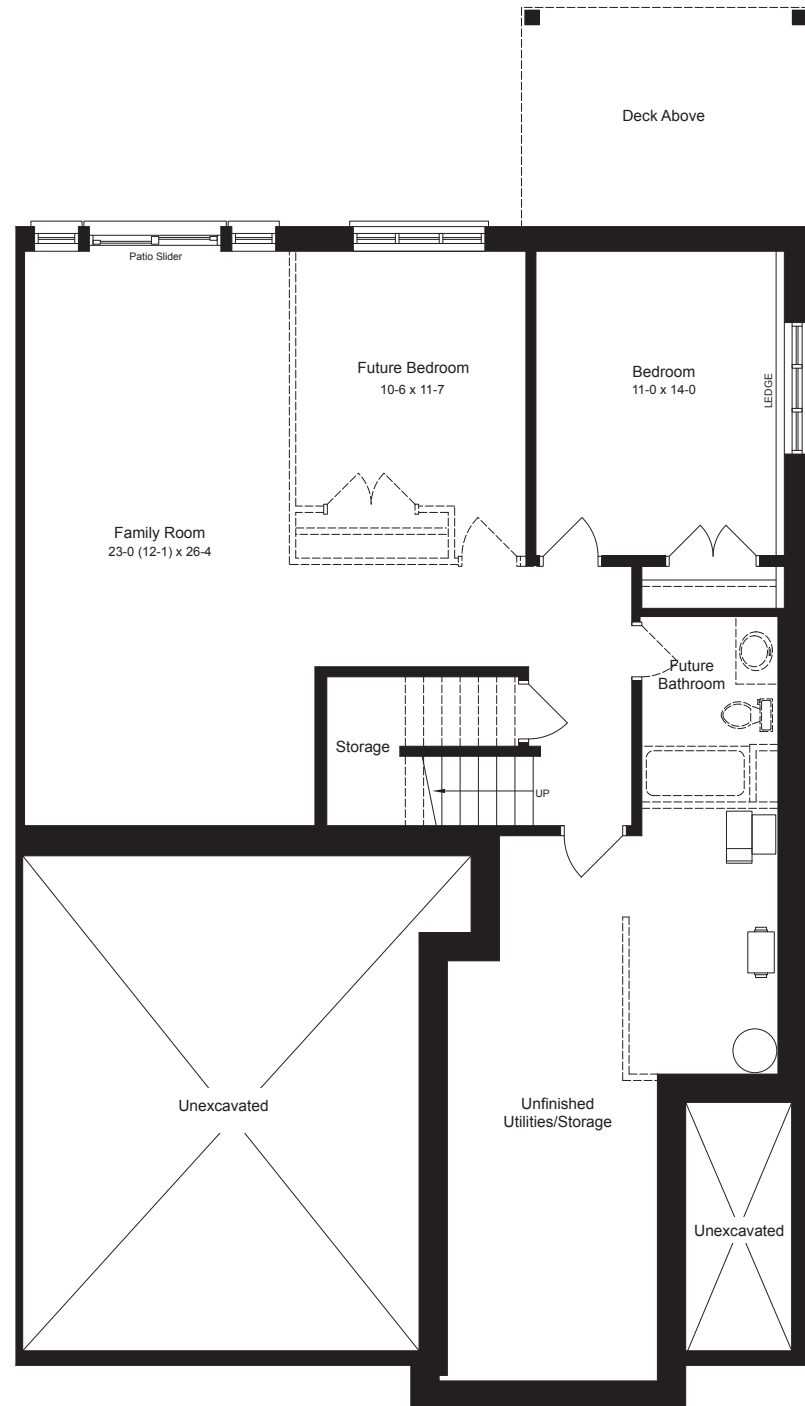 Deck Above
Patio Slider
Future Bedroom
10-6 x 11-7
Bedroom
11-0 x 14-0
LEDGE
Family Room
23-0 (12-1) x 26-4
Future
Bathroom
Storage
UP
Unexcavated
Unfinished
Utilities/Storage
Unexcavated